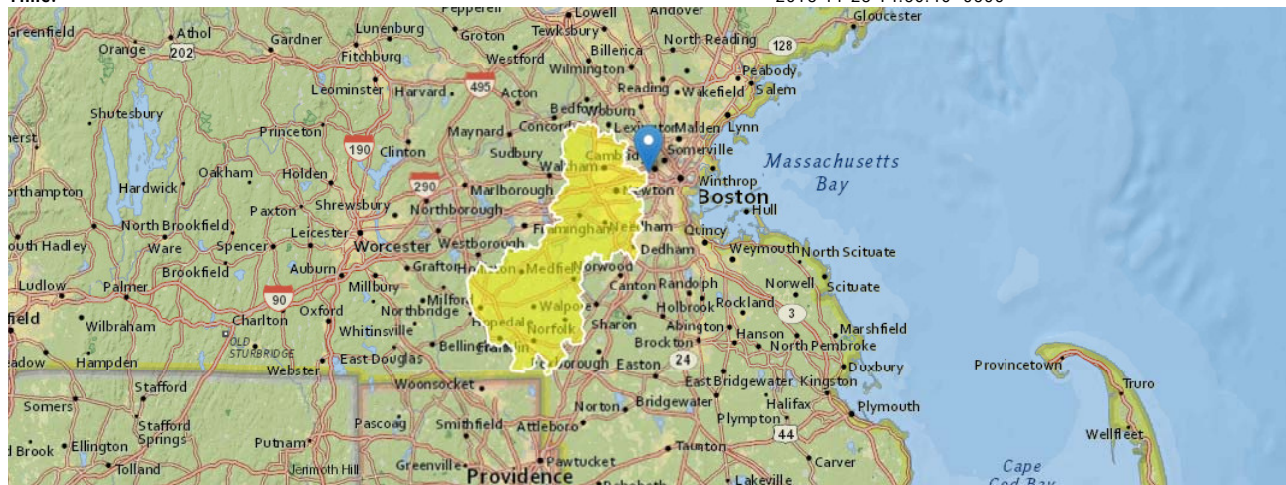 Pepperell
Lowell
Andover
Gloucester
Greenfield
Athol
Orange
202
Gardner
Lunenburg
Fitchburg
Groton
Tewksbury
Westford
Billerica
North Reading
128
Wilmington
Peabody
Salem
Leominster
Harvard
495
Acton
Reading
Wakefield
Shutesbury
Bedford
Woburn
Lynn
Princeton
Maynard
Concord
Lexington
Malden
190
Clinton
Sudbury
Somerville
Massachusetts
Bay
Oakham
Holden
290
Marlborough
Waltham
Winthrop
Hardwick
Newton
Boston
Paxton
Shrewsbury
Northborough
Hull
North Brookfield
Leicester
Framingham
Quincy
South Hadley
Ware
Spencer
Worcester
Westborough
Dedham
Weymouth
North Scituate
Brookfield
Auburn
Grafton
Medfield
Norwood
Ludlow
Palmer
Millbury
Canton
Randolph
Norwell
Scituate
90
Milford
Northbridge
Walpole
Holbrook
Rockland
3
Wilbraham
Charlton
Oxford
Whitinsville
Hopedale
Norfolk
Sharon
Abington
Hanson
Marshfield
OLD
STURBRIDGE
Bellingham
Franklin
Brockton
North Pembroke
Hampden
Webster
East Douglas
Foxborough
Easton
24
Duxbury
Provincetown
Stafford
Woonsocket
East Bridgewater
Kingston
Truro
Somers
Norton
Bridgewater
Halifax
Plymouth
Stafford
Springs
Pascoag
Smithfield
Attleboro
Plympton
Wellfleet
Ellington
Putnam
44
Tolland
Jerimoth Hill
Greenville
Pawtucket
Taunton
Carver
Providence
Lakeville
Cape
Cod Bay